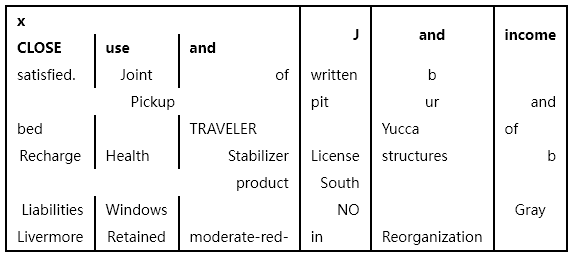 x
CLOSE use and J and income
satisfied. Joint of written b
Pickup pit ur and
bed TRAVELER Yucca of
Recharge Health Stabilizer License structures b
product South
Liabilities Windows NO Gray
Livermore Retained moderate-red- in Reorganization